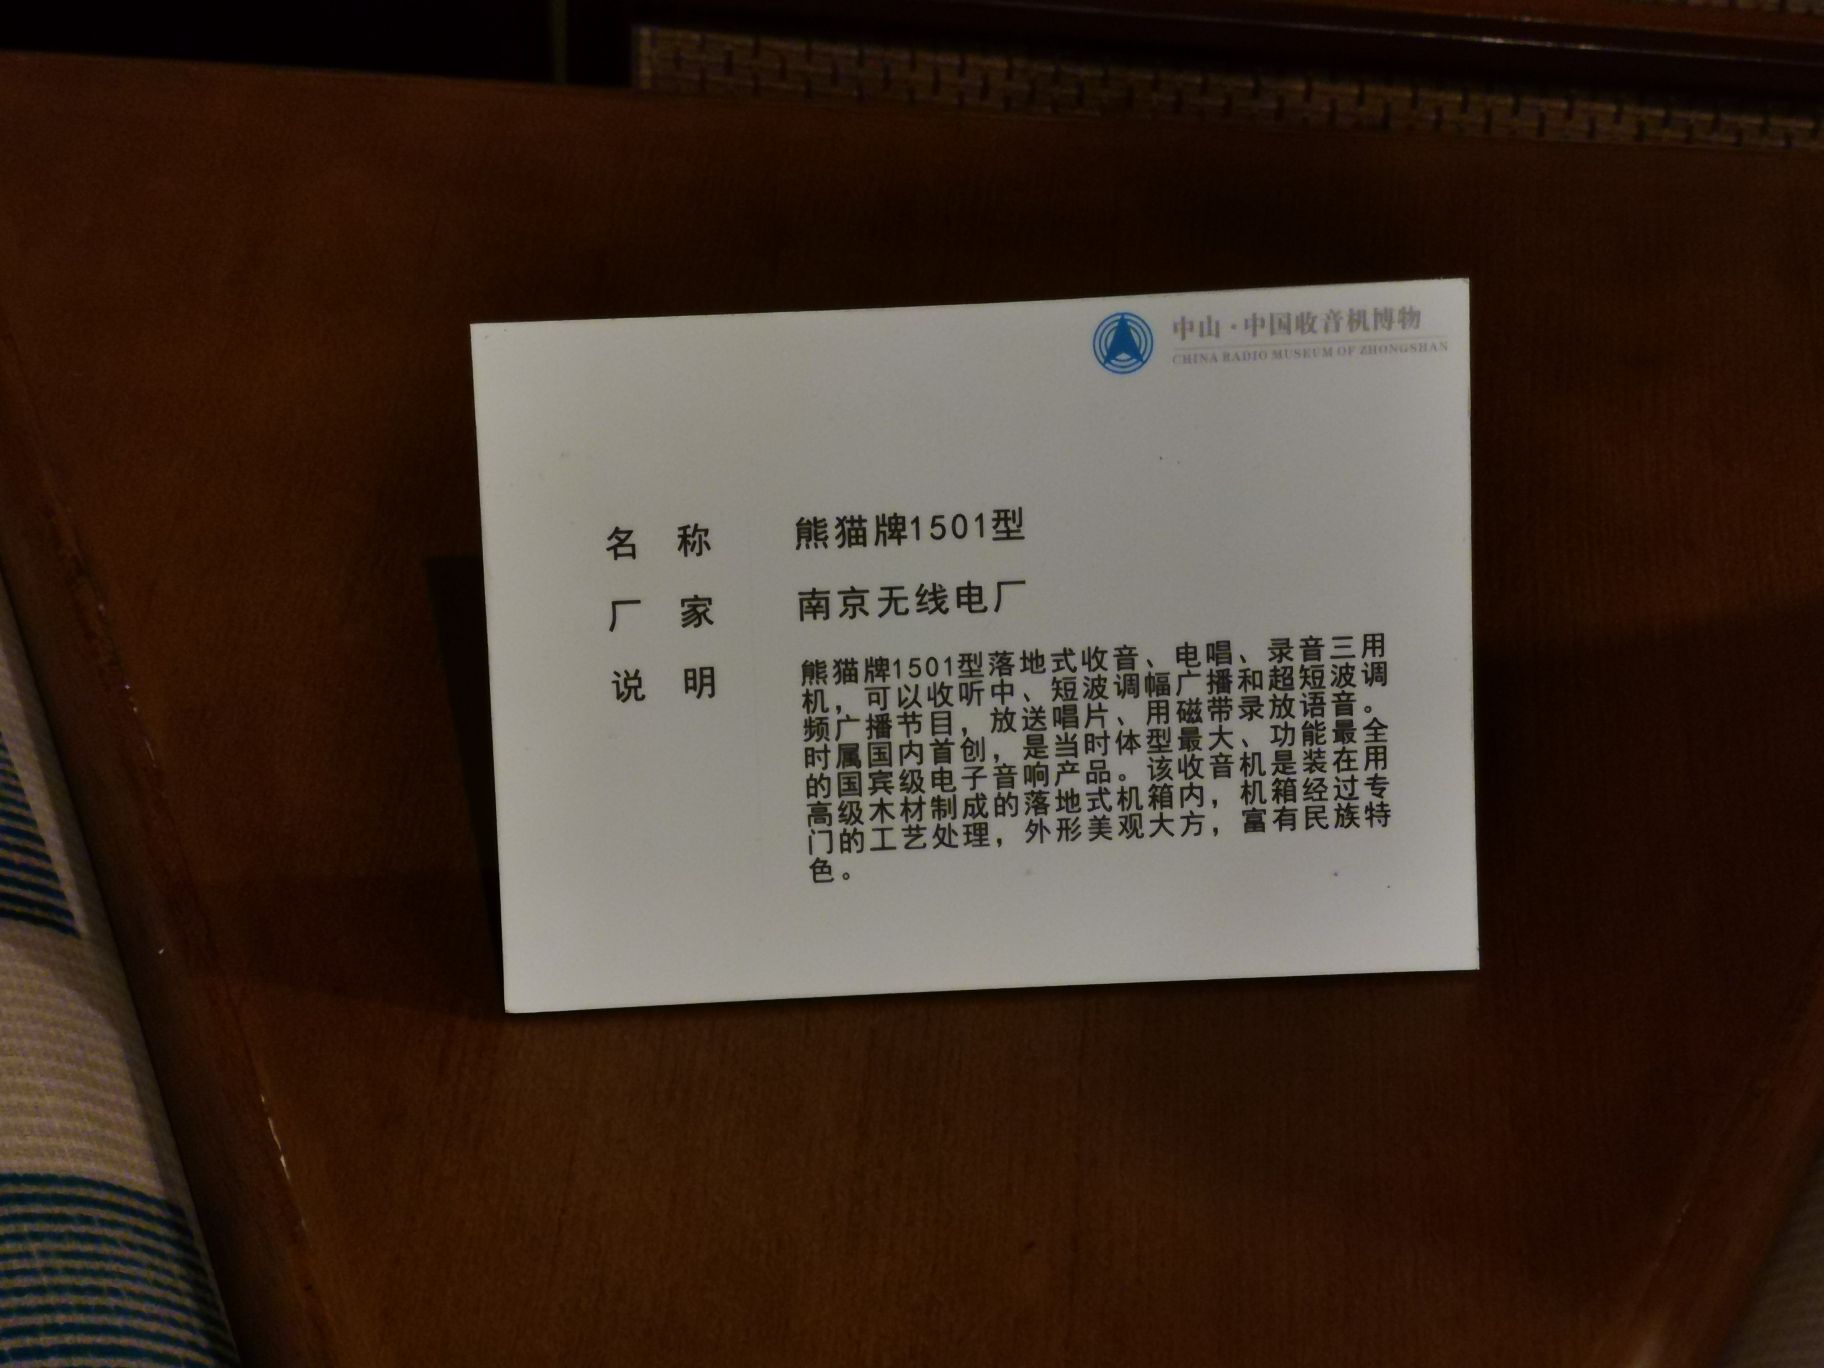 中山·中国收音机博物
CHINA RADIO MUSEUM OF ZHONGSHAN
名 称 熊猫牌1501型
厂 家 南京无线电厂
说 明 熊猫牌1501型落地式收音、电唱、录音三用
机，可以收听中、短波调幅广播和超短波调
频广播节目，放送唱片、用磁带录放语音。
时属国内首创，是当时体型最大、功能最全
的国宾级电子音响产品。该收音机是装在用
高级木材制成的落地式机箱内，机箱经过专
门的工艺处理，外形美观大方，富有民族特
色。